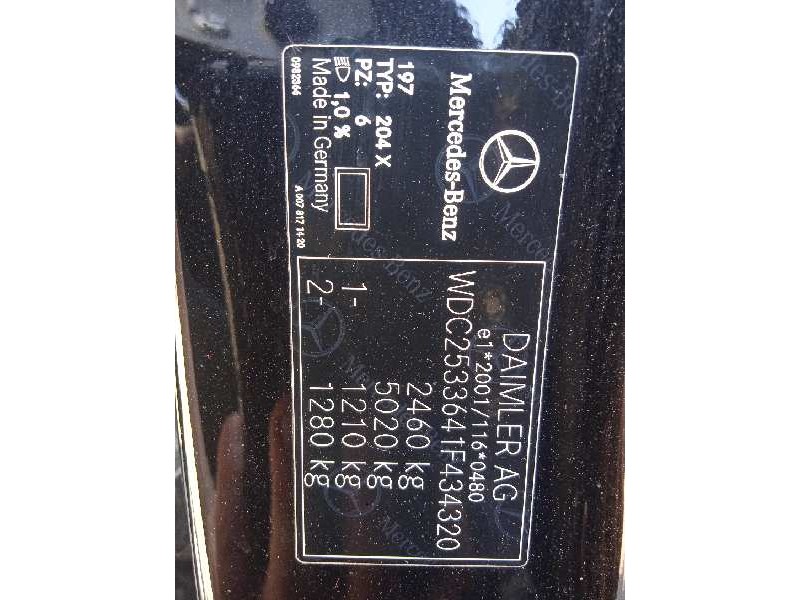 Mercedes-Benz
197
TYP: 204 X
PZ: 6
1,0 %
Made in Germany
0982366
A 007 817 14 20
DAIMLER AG
e1*2001/116*0480
WDC2533641F434320
2460 kg
5020 kg
1- 1210 kg
2- 1280 kg